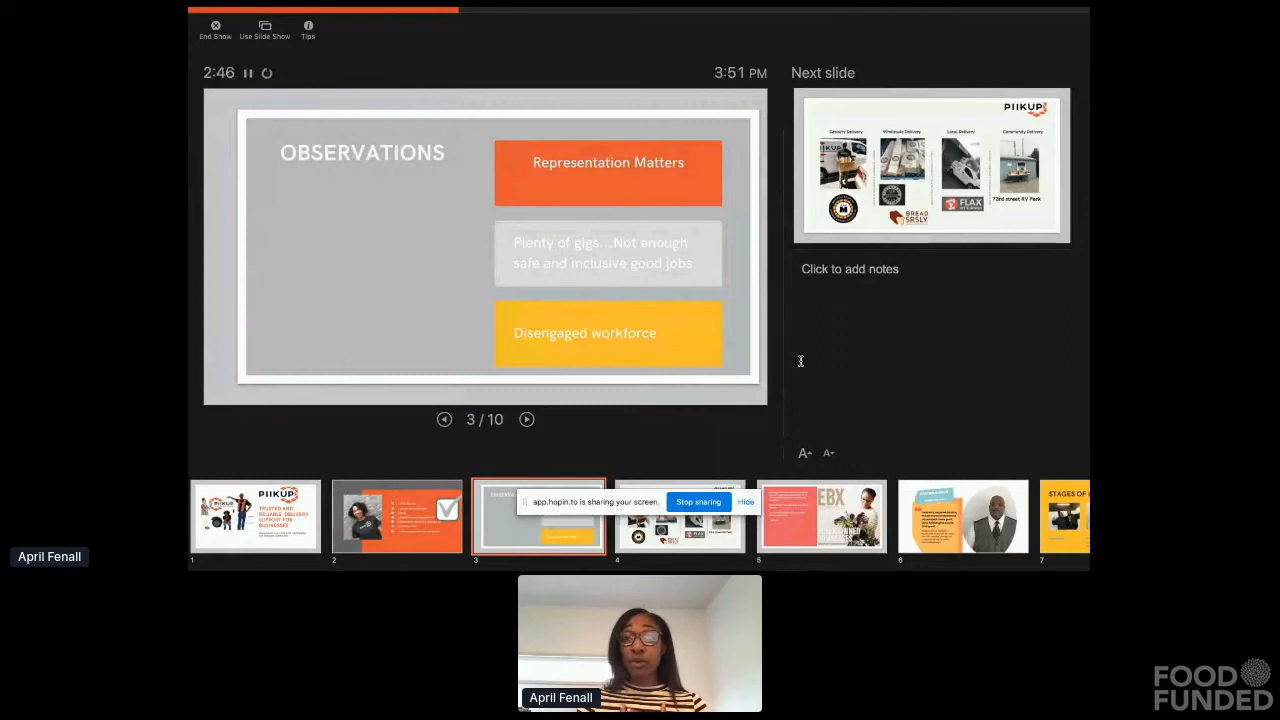 End Show
Use Slide Show
Tips
2:46
3:51 PM
Next slide
OBSERVATIONS
Representation Matters
Plenty of gigs...Not enough
safe and inclusive good jobs
Disengaged workforce
PIIKUP
Grocery Delivery
Wholesale Delivery
Local Delivery
Community Delivery
BREAD
SRSLY
FLAX
73rd street RV Park
Click to add notes
3 / 10
A A
PIIKUP
TRUSTED AND
RELIABLE DELIVERY
SUPPORT FOR
BUSINESSES
app.hopin.to is sharing your screen.
Stop sharing
Hide
EBX
STAGES OF
1
2
3
4
5
6
7
April Fenall
April Fenall
FOOD
FUNDED